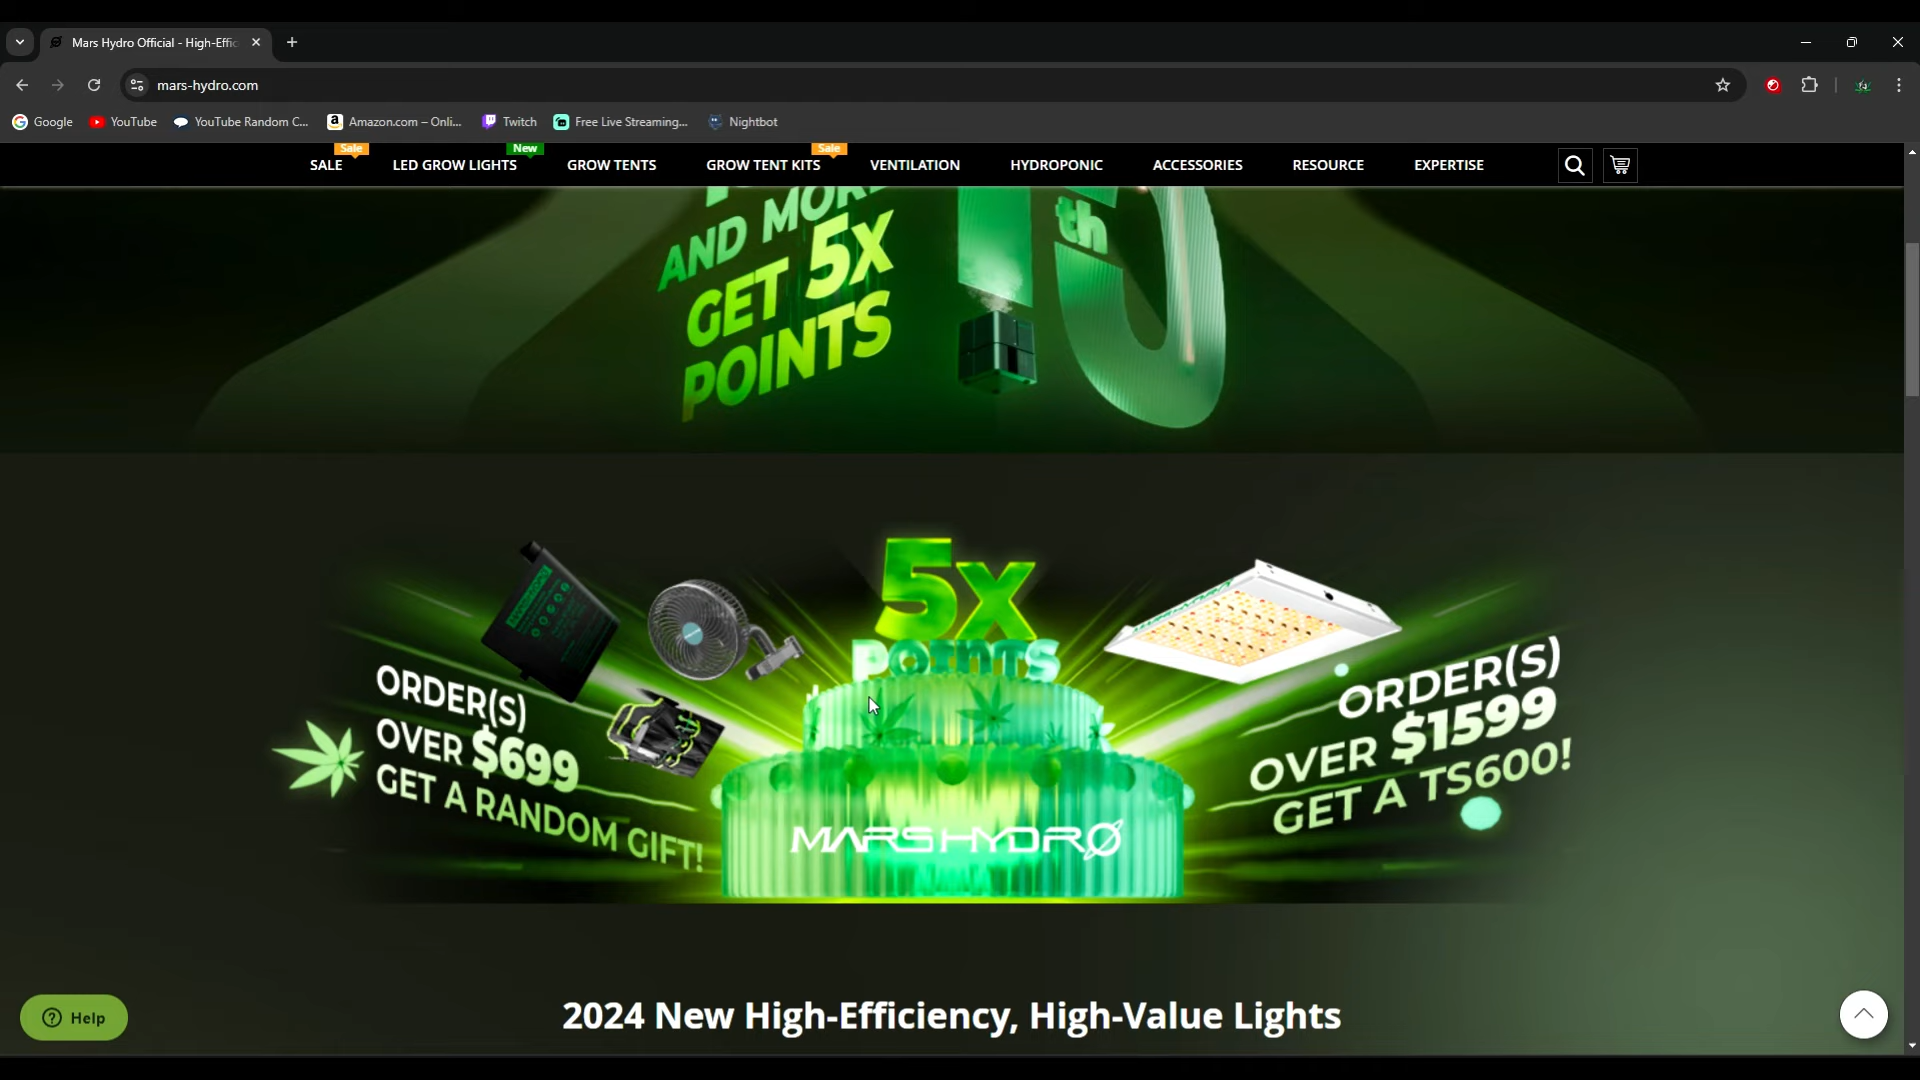 Mars Hydro Official - High-Effic
mars-hydro.com
Google
YouTube
YouTube Random C...
Amazon.com – Onli...
Twitch
Free Live Streaming...
Nightbot
Sale
New
Sale
SALE
LED GROW LIGHTS
GROW TENTS
GROW TENT KITS
VENTILATION
HYDROPONIC
ACCESSORIES
RESOURCE
EXPERTISE
AND MORE
GET 5X
POINTS
th
5X
POINTS
ORDER(S)
OVER $699
GET A RANDOM GIFT!
ORDER(S)
OVER $1599
GET A TS600!
MARS HYDRO
2024 New High-Efficiency, High-Value Lights
Help